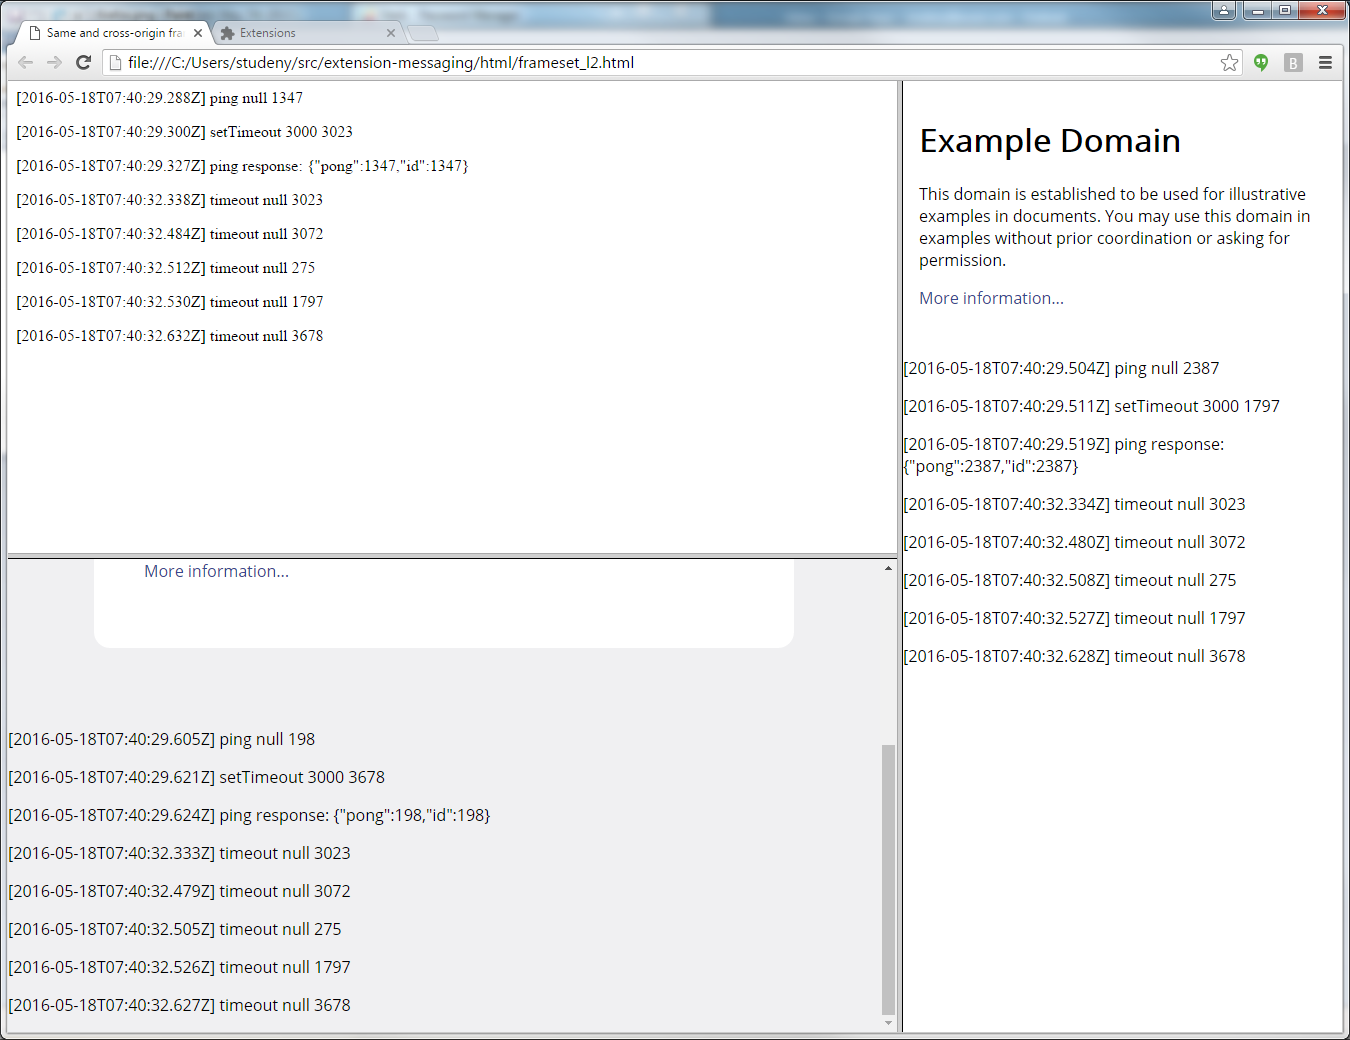 Same and cross-origin fra
Extensions
file:///C:/Users/studeny/src/extension-messaging/html/frameset_l2.html
B
[2016-05-18T07:40:29.288Z] ping null 1347
[2016-05-18T07:40:29.300Z] setTimeout 3000 3023
[2016-05-18T07:40:29.327Z] ping response: {"pong":1347,"id":1347}
[2016-05-18T07:40:32.338Z] timeout null 3023
[2016-05-18T07:40:32.484Z] timeout null 3072
[2016-05-18T07:40:32.512Z] timeout null 275
[2016-05-18T07:40:32.530Z] timeout null 1797
[2016-05-18T07:40:32.632Z] timeout null 3678
More information...
[2016-05-18T07:40:29.605Z] ping null 198
[2016-05-18T07:40:29.621Z] setTimeout 3000 3678
[2016-05-18T07:40:29.624Z] ping response: {"pong":198,"id":198}
[2016-05-18T07:40:32.333Z] timeout null 3023
[2016-05-18T07:40:32.479Z] timeout null 3072
[2016-05-18T07:40:32.505Z] timeout null 275
[2016-05-18T07:40:32.526Z] timeout null 1797
[2016-05-18T07:40:32.627Z] timeout null 3678
Example Domain
This domain is established to be used for illustrative
examples in documents. You may use this domain in
examples without prior coordination or asking for
permission.
More information...
[2016-05-18T07:40:29.504Z] ping null 2387
[2016-05-18T07:40:29.511Z] setTimeout 3000 1797
[2016-05-18T07:40:29.519Z] ping response:
{"pong":2387,"id":2387}
[2016-05-18T07:40:32.334Z] timeout null 3023
[2016-05-18T07:40:32.480Z] timeout null 3072
[2016-05-18T07:40:32.508Z] timeout null 275
[2016-05-18T07:40:32.527Z] timeout null 1797
[2016-05-18T07:40:32.628Z] timeout null 3678